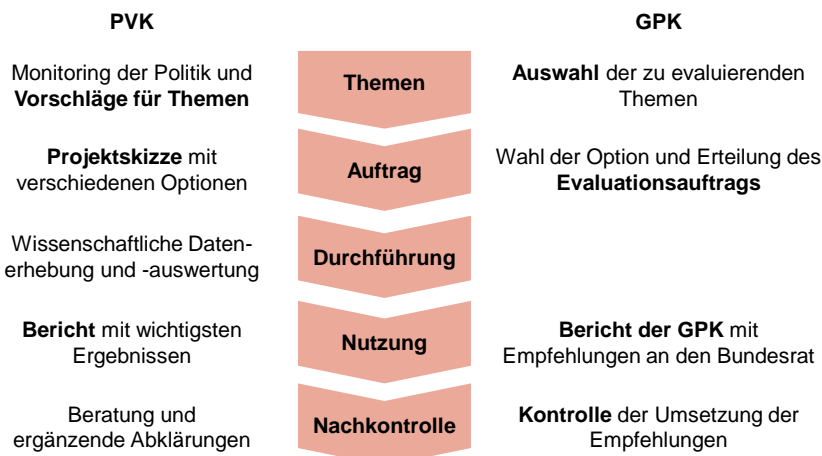 PVK
GPK
Monitoring der Politik und
Vorschläge für Themen
Themen
Auswahl der zu evaluierenden
Themen
Projektskizze mit
verschiedenen Optionen
Auftrag
Wahl der Option und Erteilung des
Evaluationsauftrags
Wissenschaftliche Daten-
erhebung und -auswertung
Durchführung
Bericht mit wichtigsten
Ergebnissen
Nutzung
Bericht der GPK mit
Empfehlungen an den Bundesrat
Beratung und
ergänzende Abklärungen
Nachkontrolle
Kontrolle der Umsetzung der
Empfehlungen